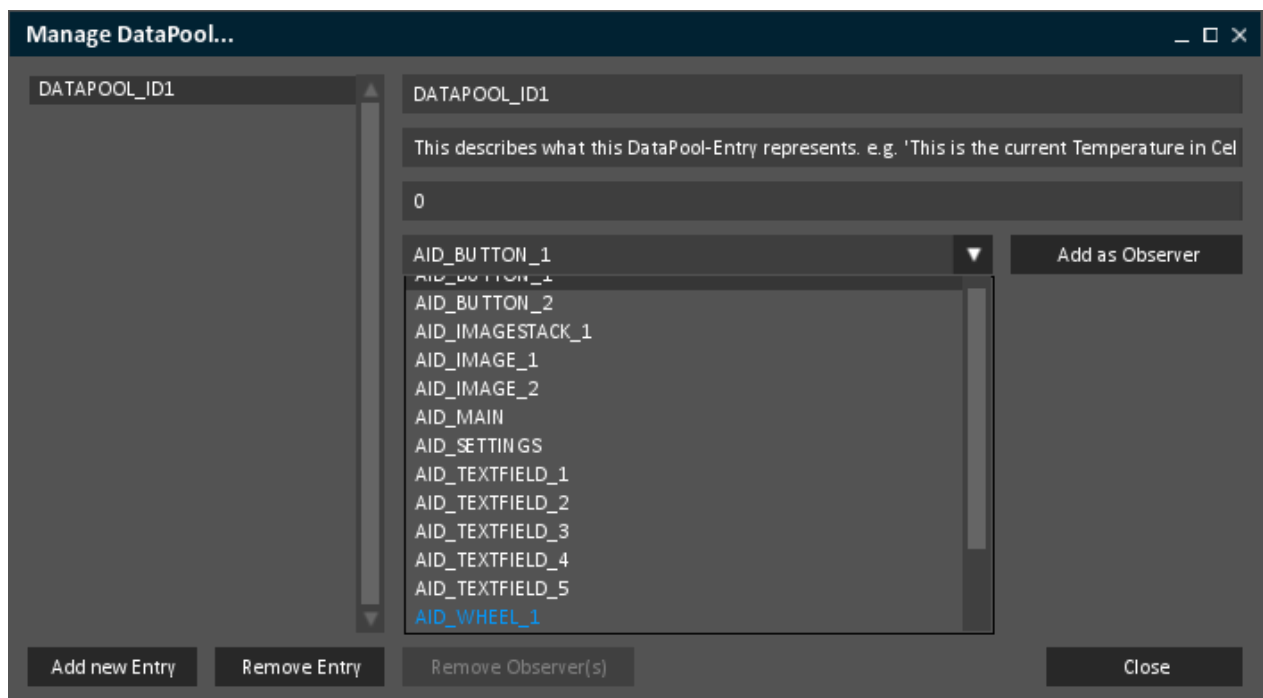 Manage DataPool...
DATAPOOL_ID1
DATAPOOL_ID1
This describes what this DataPool-Entry represents. e.g. 'This is the current Temperature in Cel
0
AID_BUTTON_1
Add as Observer
AID_BUTTON_1
AID_BUTTON_2
AID_IMAGESTACK_1
AID_IMAGE_1
AID_IMAGE_2
AID_MAIN
AID_SETTINGS
AID_TEXTFIELD_1
AID_TEXTFIELD_2
AID_TEXTFIELD_3
AID_TEXTFIELD_4
AID_TEXTFIELD_5
AID_WHEEL_1
Add new Entry
Remove Entry
Remove Observer(s)
Close